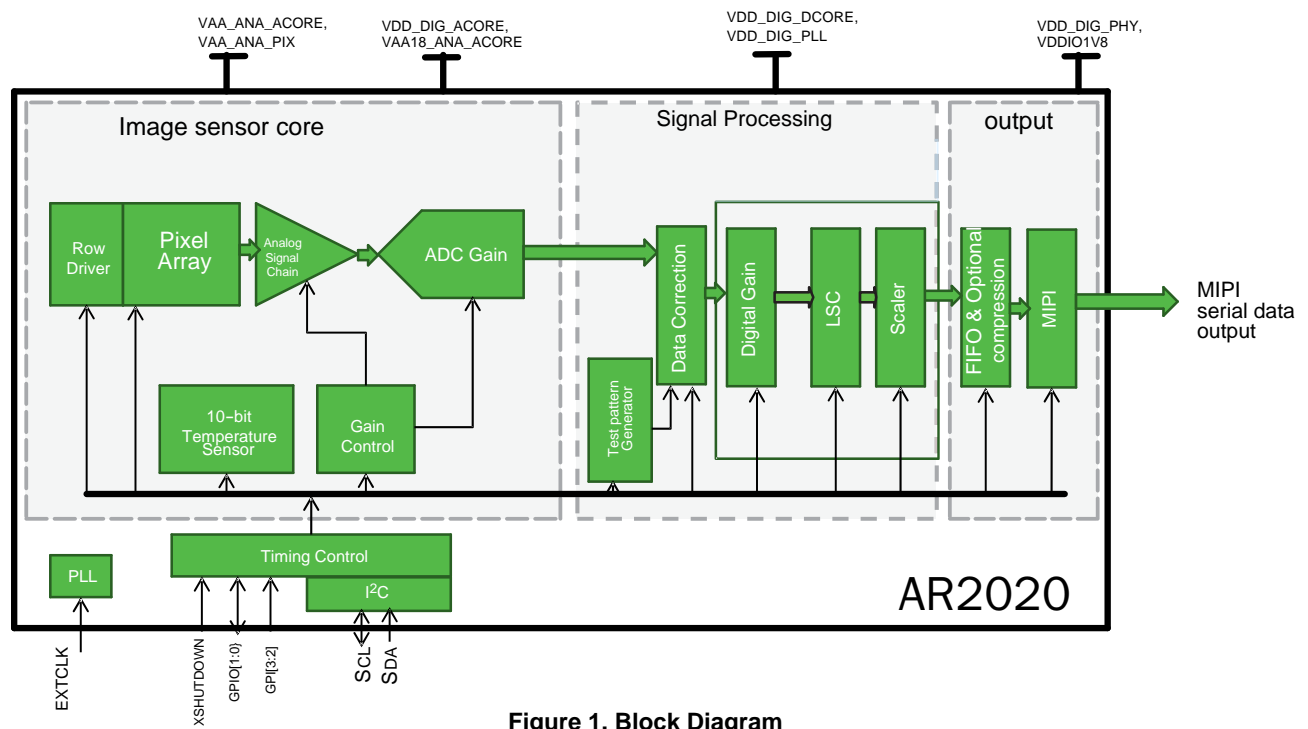 VAA_ANA_ACORE,
VAA_ANA_PIX
VDD_DIG_ACORE,
VAA18_ANA_ACORE
VDD_DIG_DCORE,
VDD_DIG_PLL
VDD_DIG_PHY,
VDDIO1V8
Image sensor core
Signal Processing
output
Row
Driver
Pixel
Array
Analog
Signal
Chain
ADC Gain
Data Correction
Digital Gain
LSC
Scaler
FIFO & Optional
compression
MIPI
MIPI
serial data
output
10-bit
Temperature
Sensor
Gain
Control
Test pattern
Generator
Timing Control
PLL
I²C
AR2020
EXTCLK
XSHUTDOWN
GPIO[1:0}
GPI[3:2]
SCL
SDA
Figure 1. Block Diagram